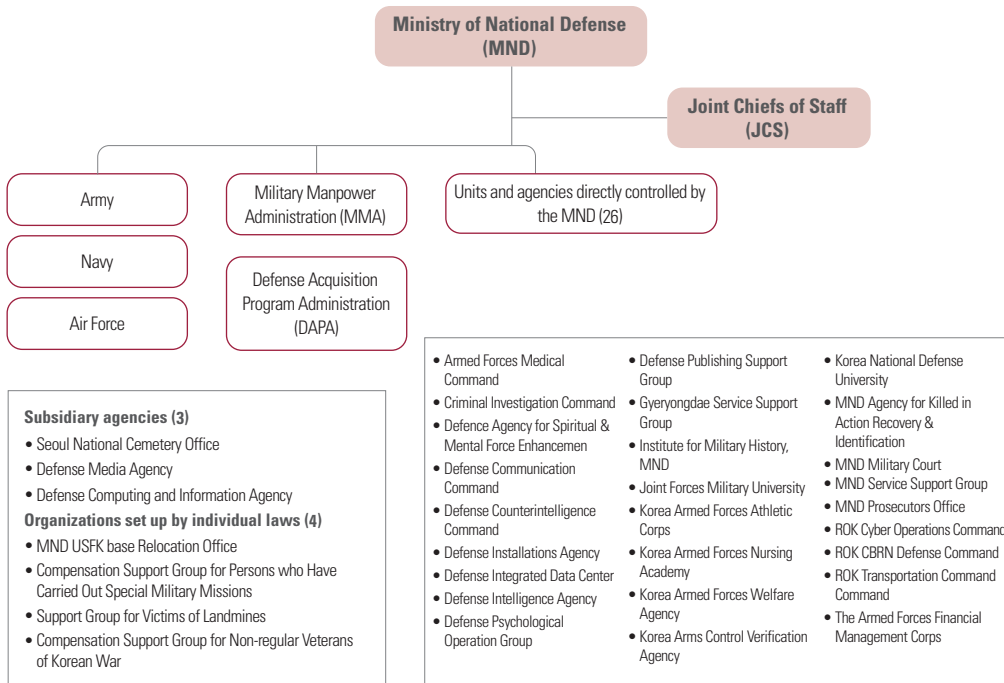 Ministry of National Defense
(MND)
Joint Chiefs of Staff
(JCS)
Army
Navy
Air Force
Military Manpower
Administration (MMA)
Defense Acquisition
Program Administration
(DAPA)
Units and agencies directly controlled by
the MND (26)
Subsidiary agencies (3)
• Seoul National Cemetery Office
• Defense Media Agency
• Defense Computing and Information Agency
Organizations set up by individual laws (4)
• MND USFK base Relocation Office
• Compensation Support Group for Persons who Have
Carried Out Special Military Missions
• Support Group for Victims of Landmines
• Compensation Support Group for Non-regular Veterans
of Korean War
• Armed Forces Medical
Command
• Criminal Investigation Command
• Defence Agency for Spiritual &
Mental Force Enhancemen
• Defense Communication
Command
• Defense Counterintelligence
Command
• Defense Installations Agency
• Defense Integrated Data Center
• Defense Intelligence Agency
• Defense Psychological
Operation Group
• Defense Publishing Support
Group
• Gyeryongdae Service Support
Group
• Institute for Military History,
MND
• Joint Forces Military University
• Korea Armed Forces Athletic
Corps
• Korea Armed Forces Nursing
Academy
• Korea Armed Forces Welfare
Agency
• Korea Arms Control Verification
Agency
• Korea National Defense
University
• MND Agency for Killed in
Action Recovery &
Identification
• MND Military Court
• MND Service Support Group
• MND Prosecutors Office
• ROK Cyber Operations Command
• ROK CBRN Defense Command
• ROK Transportation Command
Command
• The Armed Forces Financial
Management Corps